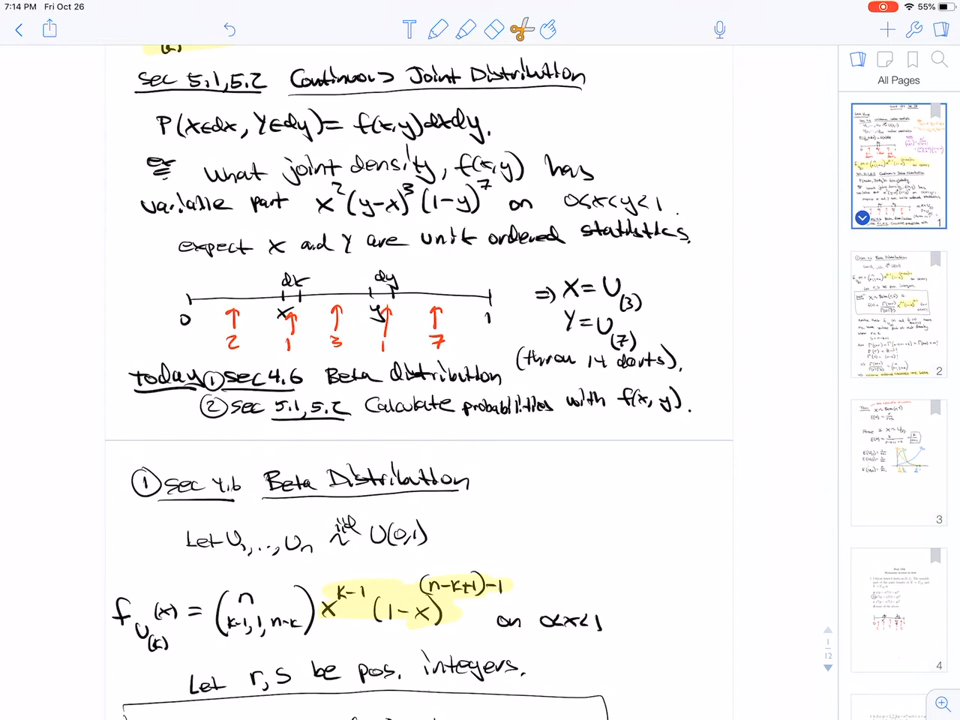 7:14 PM Fri Oct 26
55%
(k)
Sec 5.1, 5.2 Continuous Joint Distribution
P(X∈dx, Y∈dy) = f(x,y)dxdy.
ex What joint density, f(x,y) has
variable part x²(y-x)³(1-y)⁷ on 0<x<y<1.
expect X and Y are unif ordered statistics.
dx dy
0 x y 1
2 1 3 1 7
⇒ X = U(3)
Y = U(7)
(throw 14 darts).
today ① sec 4.6 Beta distribution
② sec 5.1, 5.2 Calculate probabilities with f(x,y).
① sec 4.6 Beta Distribution
Let U₁,..,Uₙ iid ~ U(0,1)
f_U(k)(x) = (n k-1, 1, n-k) x^k-1 (1-x)^(n-k+1)-1 on 0<x<1
Let r, s be pos. integers.
All Pages
1
2
3
4
1
12